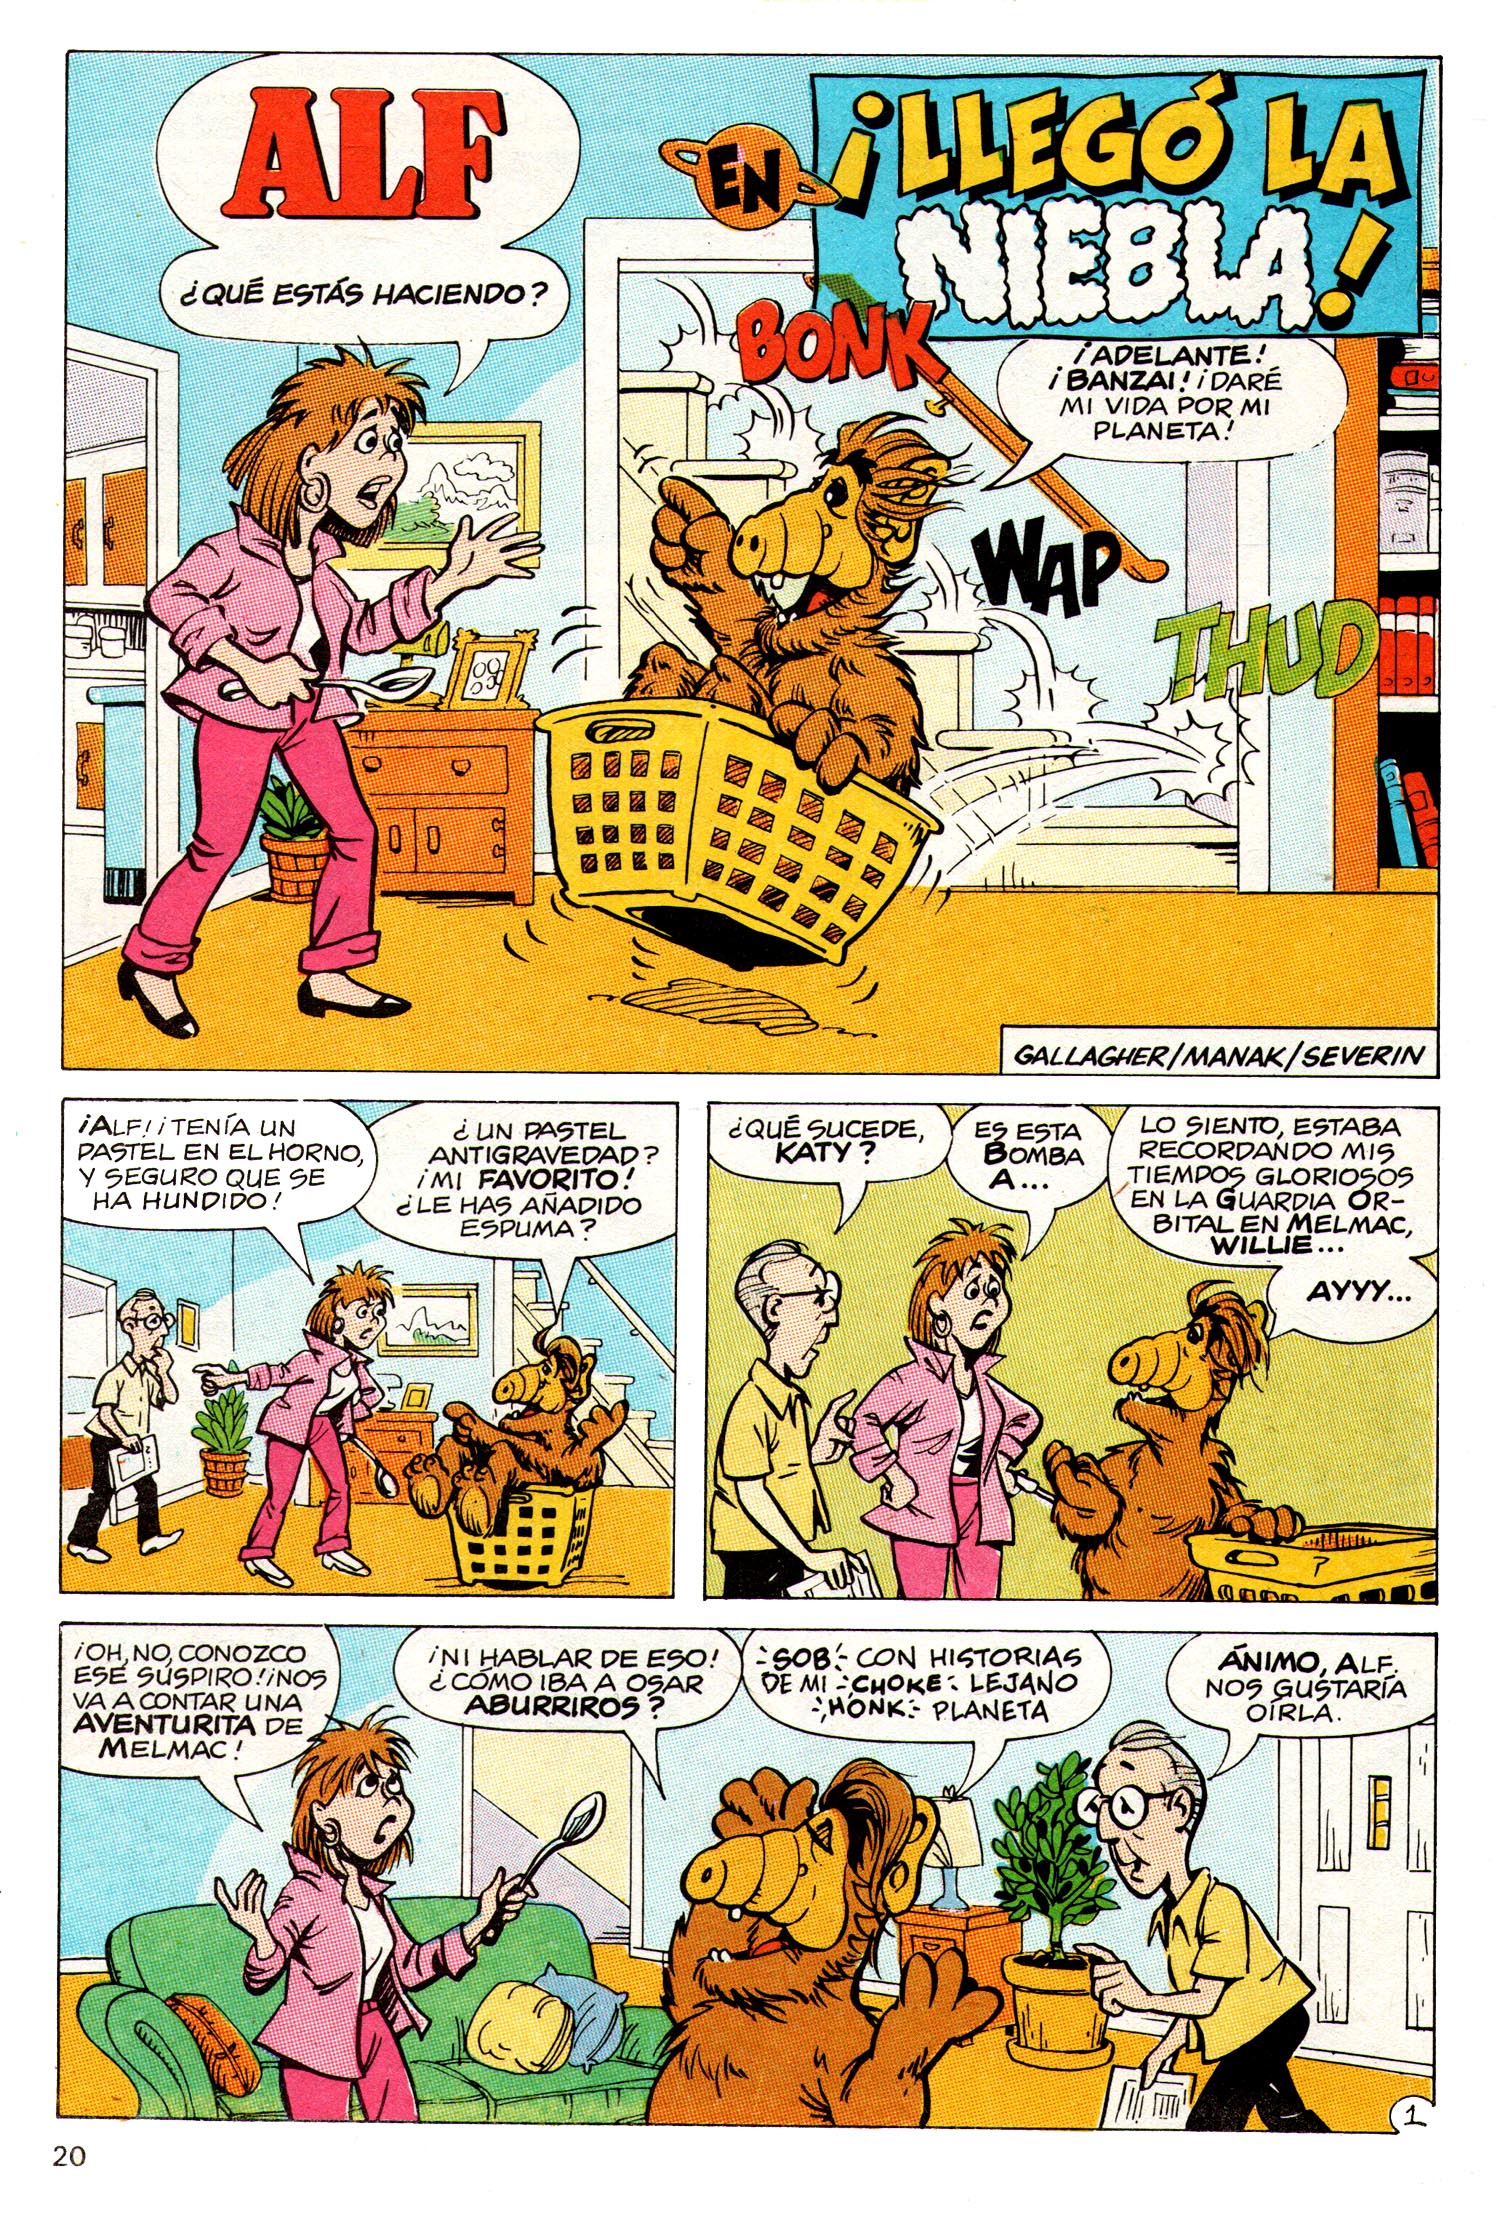 ALF
¿QUÉ ESTÁS HACIENDO?
EN
¡LLEGÓ LA
NIEBLA!
BONK
¡ADELANTE!
¡BANZAI! ¡DARÉ
MI VIDA POR MI
PLANETA!
WAP
THUD
GALLAGHER/MANAK/SEVERIN
¡ALF! ¡TENÍA UN
PASTEL EN EL HORNO,
Y SEGURO QUE SE
HA HUNDIDO!
¿UN PASTEL
ANTIGRAVEDAD?
¡MI FAVORITO!
¿LE HAS AÑADIDO
ESPUMA?
¿QUÉ SUCEDE,
KATY?
ES ESTA
BOMBA
A...
LO SIENTO, ESTABA
RECORDANDO MIS
TIEMPOS GLORIOSOS
EN LA GUARDIA ÓR-
BITAL EN MELMAC,
WILLIE...
AYYY...
?
¡OH, NO, CONOZCO
ESE SUSPIRO! ¡NOS
VA A CONTAR UNA
AVENTURITA DE
MELMAC!
¡NI HABLAR DE ESO!
¿CÓMO IBA A OSAR
ABURRIROS?
-SOB- CON HISTORIAS
DE MI -CHOKE- LEJANO
-HONK- PLANETA
ÁNIMO, ALF.
NOS GUSTARÍA
OÍRLA.
1
20